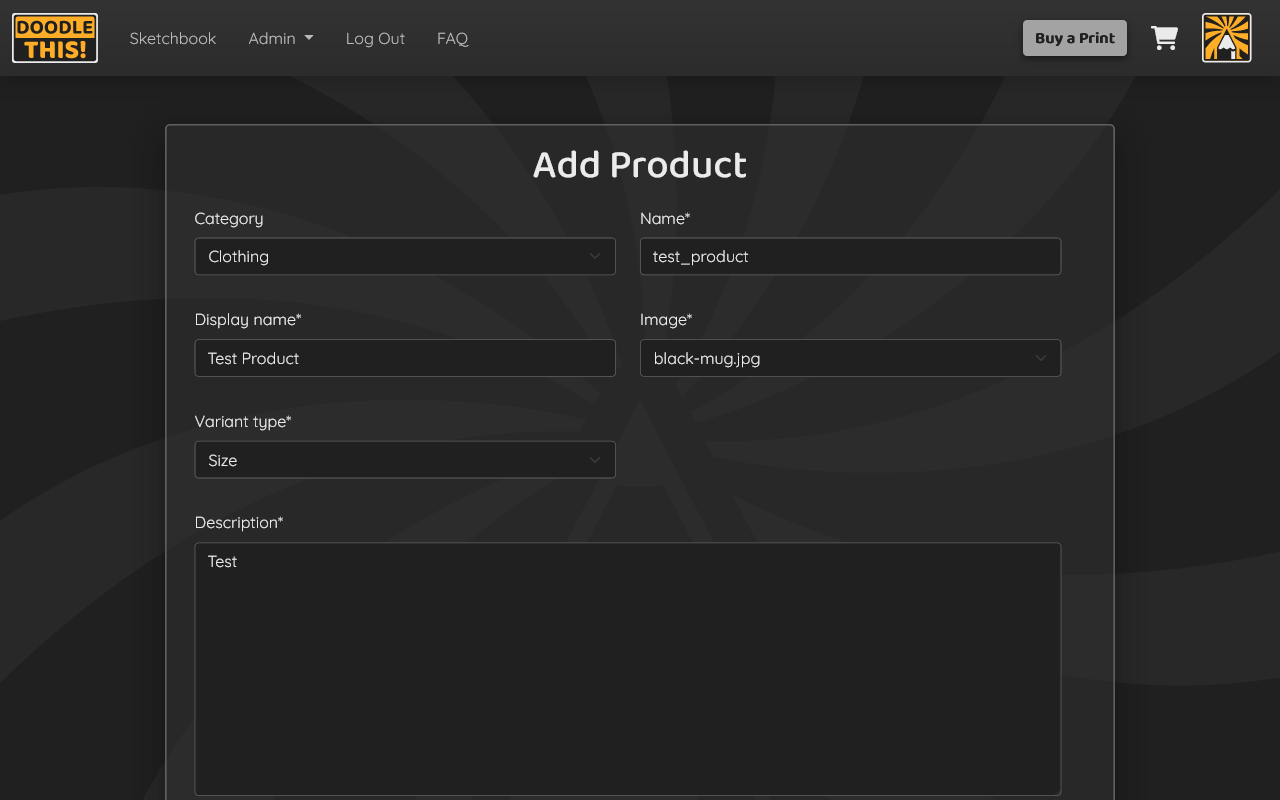 DOODLE
THIS!
Sketchbook
Admin
Log Out
FAQ
Buy a Print
Add Product
Category
Name*
Clothing
test_product
Display name*
Image*
Test Product
black-mug.jpg
Variant type*
Size
Description*
Test